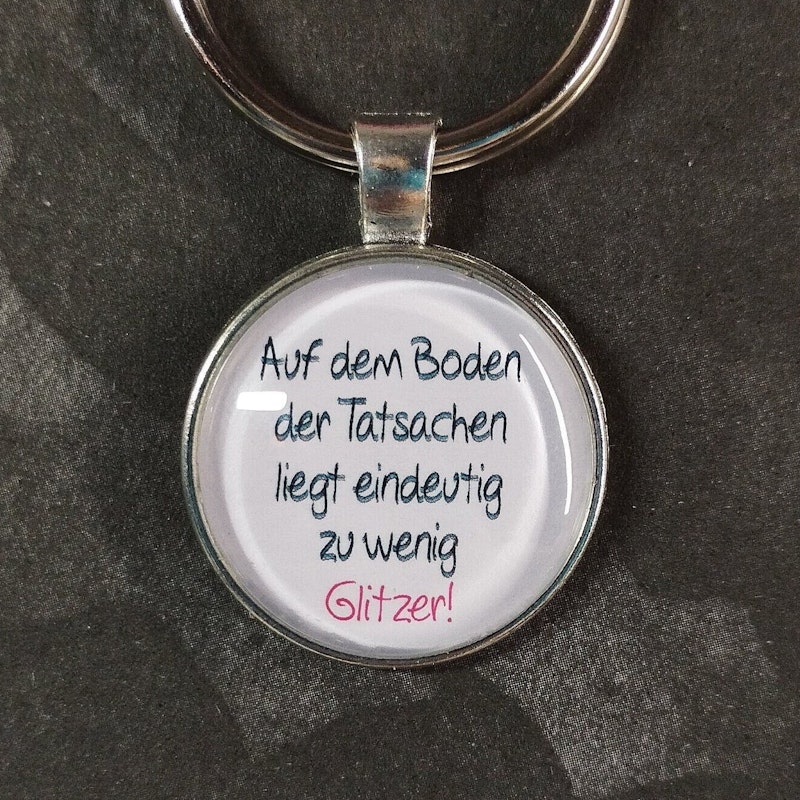 Auf dem Boden
der Tatsachen
liegt eindeutig
zu wenig
Glitzer!